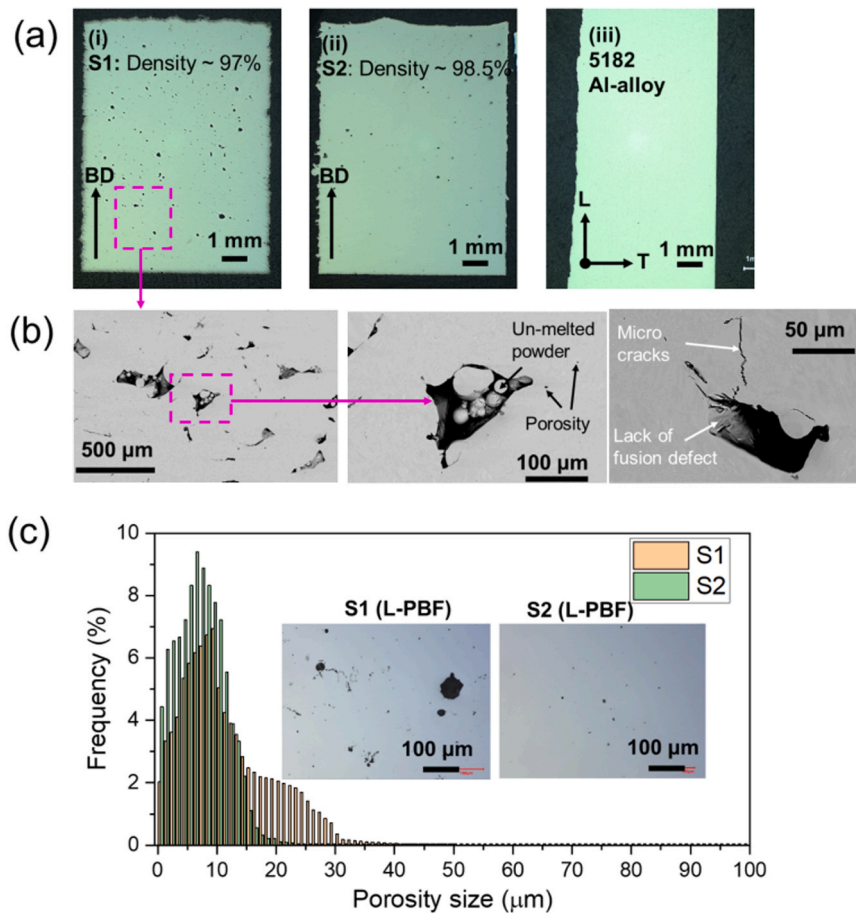 (a)
(i)
S1: Density ~ 97%
BD
1 mm
(ii)
S2: Density ~ 98.5%
BD
1 mm
(iii)
5182
Al-alloy
L
T
1 mm
(b)
500 µm
Un-melted
powder
Porosity
100 µm
Micro
cracks
50 µm
Lack of
fusion defect
(c)
10
8
6
4
2
0
Frequency (%)
S1
S2
S1 (L-PBF)
100 µm
S2 (L-PBF)
100 µm
0 10 20 30 40 50 60 70 80 90 100
Porosity size (µm)